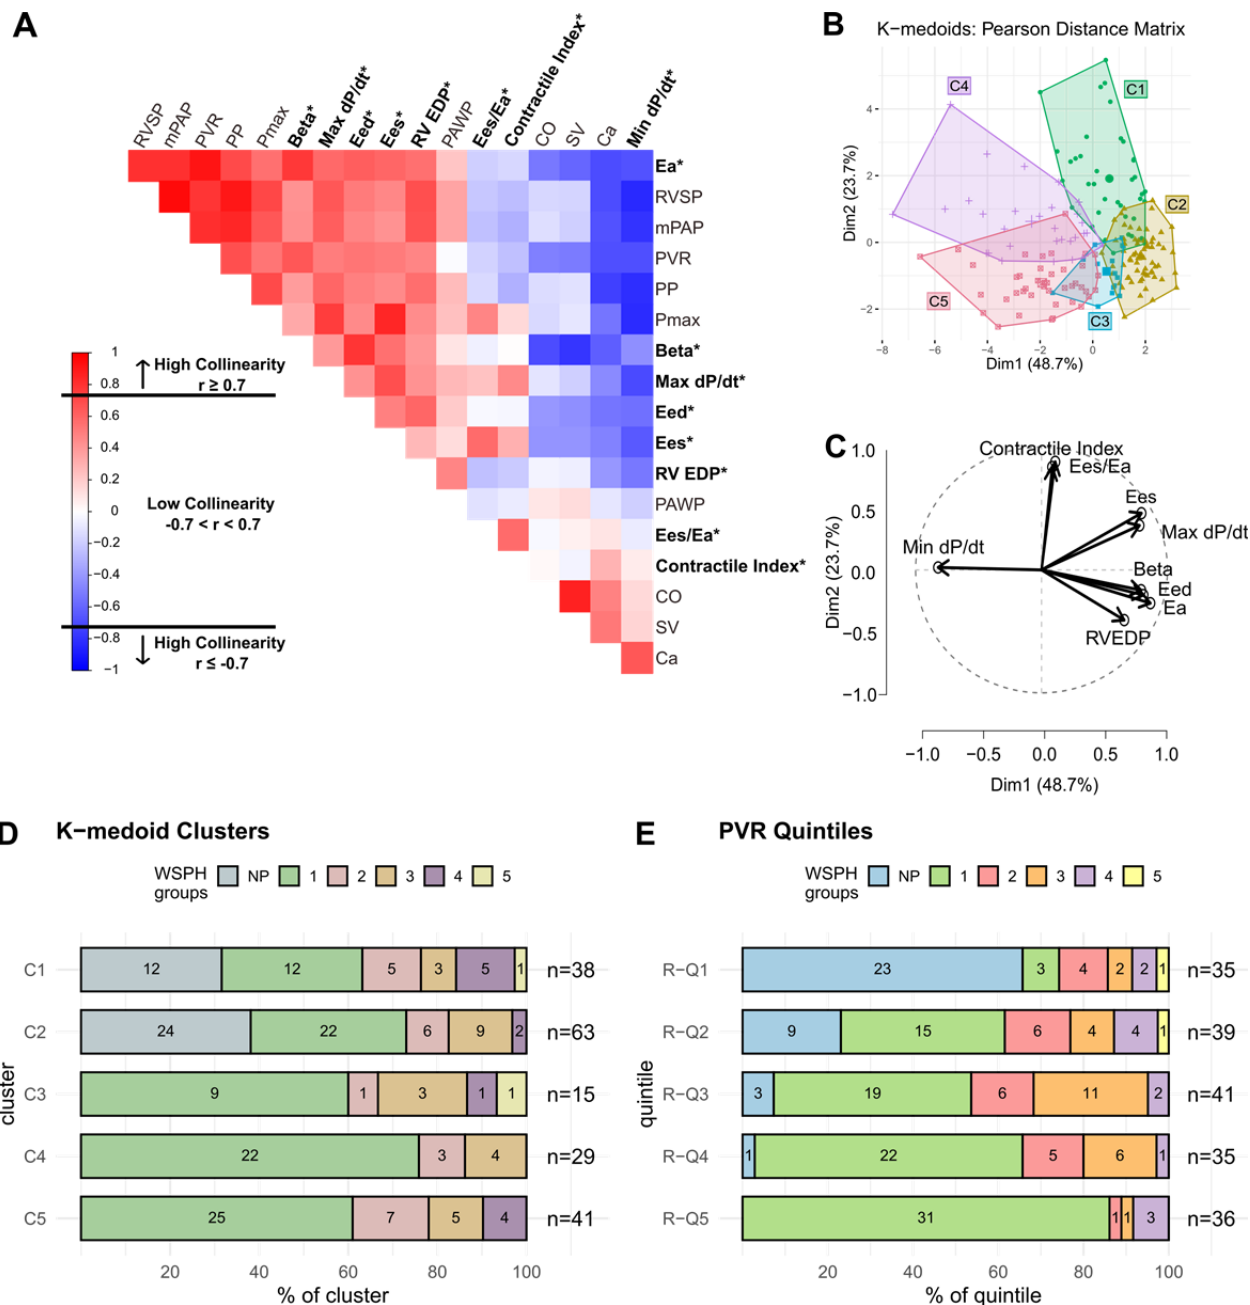 A
RVSP
mPAP
PVR
PP
Pmax
Beta*
Max dP/dt*
Eed*
Ees*
RV EDP*
PAWP
Ees/Ea*
Contractile Index*
CO
SV
Ca
Min dP/dt*
Ea*
RVSP
mPAP
PVR
PP
Pmax
Beta*
Max dP/dt*
Eed*
Ees*
RV EDP*
PAWP
Ees/Ea*
Contractile Index*
CO
SV
Ca
1
0.8
0.6
0.4
0.2
0
−0.2
−0.4
−0.6
−0.8
−1
High Collinearity
r ≥ 0.7
Low Collinearity
-0.7 < r < 0.7
High Collinearity
r ≤ -0.7
B
K−medoids: Pearson Distance Matrix
C4
C1
C2
C5
C3
Dim2 (23.7%)
4
2
0
−2
−8
−6
−4
−2
0
2
Dim1 (48.7%)
C
1.0
0.5
0.0
−0.5
−1.0
Dim2 (23.7%)
Contractile Index
Ees/Ea
Ees
Max dP/dt
Min dP/dt
Beta
Eed
Ea
RVEDP
−1.0
−0.5
0.0
0.5
1.0
Dim1 (48.7%)
D
K−medoid Clusters
WSPH
groups
NP
1
2
3
4
5
cluster
C1
12
12
5
3
5
1
n=38
C2
24
22
6
9
2
n=63
C3
9
1
3
1
1
n=15
C4
22
3
4
n=29
C5
25
7
5
4
n=41
20
40
60
80
100
% of cluster
E
PVR Quintiles
WSPH
groups
NP
1
2
3
4
5
quintile
R−Q1
23
3
4
2
2
1
n=35
R−Q2
9
15
6
4
4
1
n=39
R−Q3
3
19
6
11
2
n=41
R−Q4
1
22
5
6
1
n=35
R−Q5
31
1
1
3
n=36
20
40
60
80
100
% of quintile